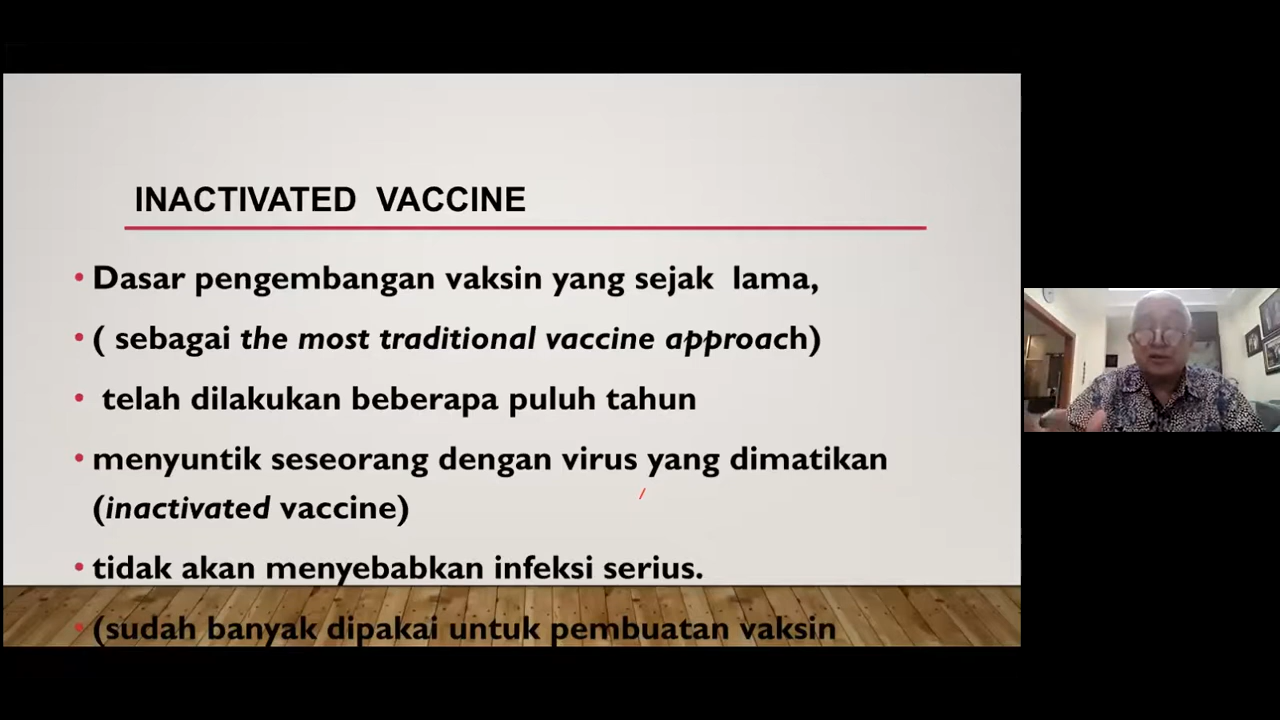 INACTIVATED VACCINE
• Dasar pengembangan vaksin yang sejak lama,
• ( sebagai the most traditional vaccine approach)
• telah dilakukan beberapa puluh tahun
• menyuntik seseorang dengan virus yang dimatikan
(inactivated vaccine)
• tidak akan menyebabkan infeksi serius.
• (sudah banyak dipakai untuk pembuatan vaksin